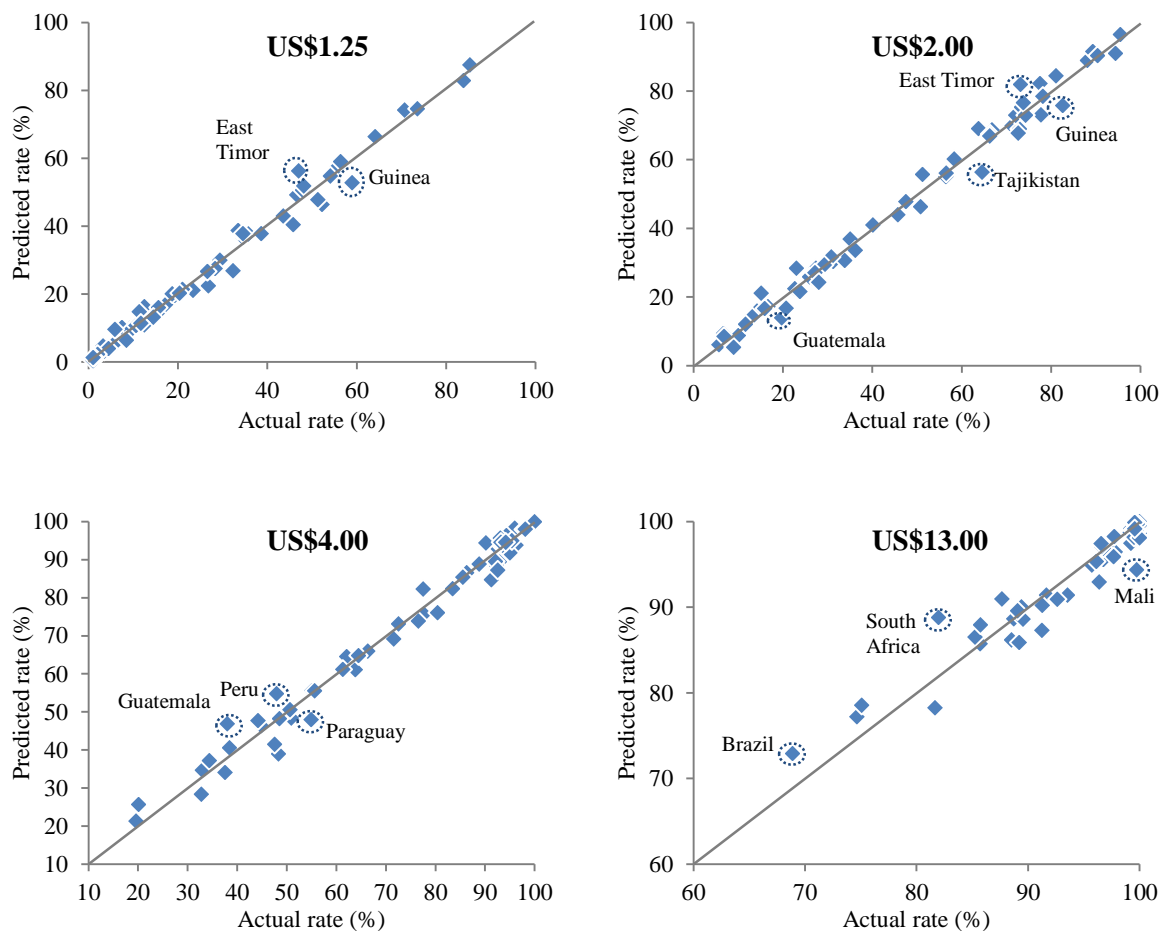 US$1.25
Predicted rate (%)
100
80
60
40
20
0
East
Timor
Guinea
0 20 40 60 80 100
Actual rate (%)
US$2.00
Predicted rate (%)
100
80
60
40
20
0
East Timor
Guinea
Tajikistan
Guatemala
0 20 40 60 80 100
Actual rate (%)
US$4.00
Predicted rate (%)
100
90
80
70
60
50
40
30
20
10
Peru
Guatemala
Paraguay
10 20 30 40 50 60 70 80 90 100
Actual rate (%)
US$13.00
Predicted rate (%)
100
90
80
70
60
Mali
South
Africa
Brazil
60 70 80 90 100
Actual rate (%)